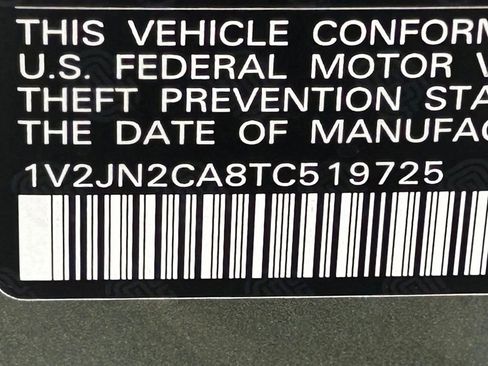 THIS VEHICLE CONFORM
U.S. FEDERAL MOTOR V
THEFT PREVENTION STA
THE DATE OF MANUFAC
1V2JN2CA8TC519725